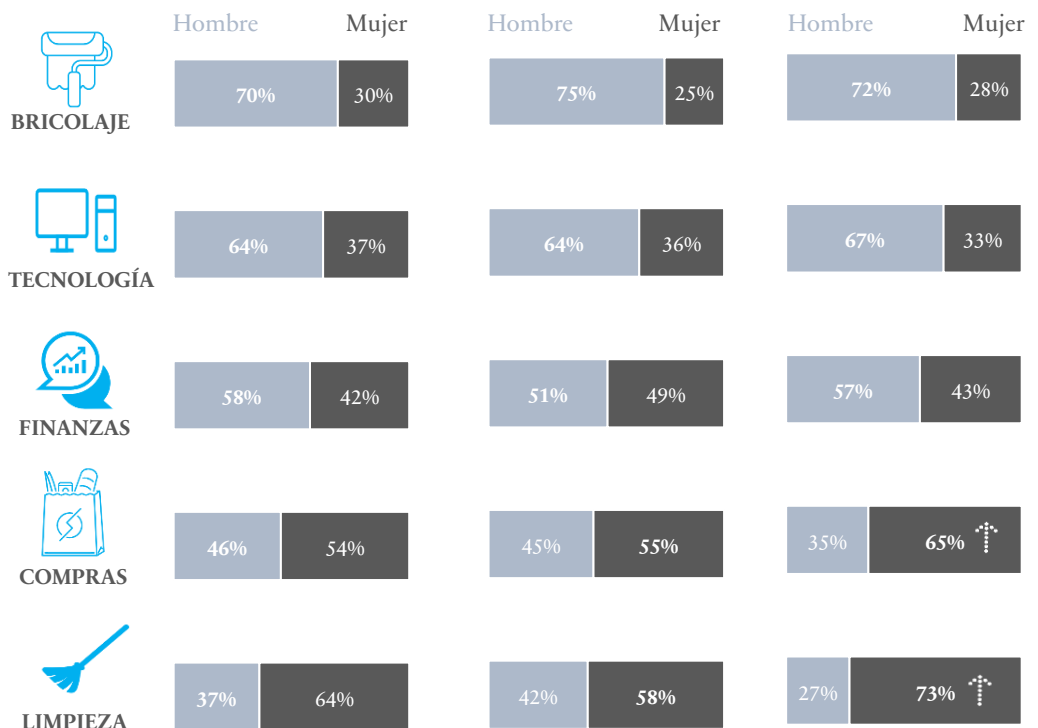 Hombre Mujer Hombre Mujer Hombre Mujer
70% 30% 75% 25% 72% 28%
BRICOLAJE
64% 37% 64% 36% 67% 33%
TECNOLOGÍA
58% 42% 51% 49% 57% 43%
FINANZAS
46% 54% 45% 55% 35% 65%
COMPRAS
37% 64% 42% 58% 27% 73%
LIMPIEZA